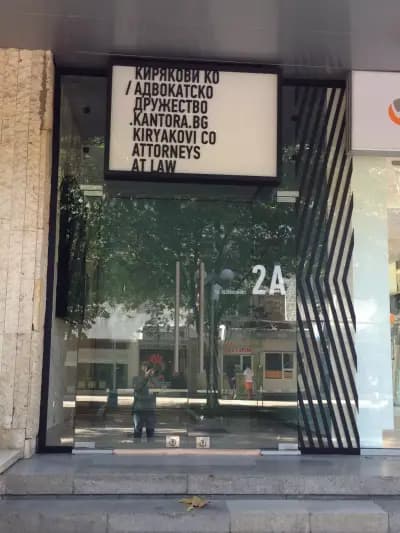 КИРЯКОВИ КО
/ АДВОКАТСКО
ДРУЖЕСТВО
.KANTORA.BG
KIRYAKOVI CO
ATTORNEYS
AT LAW
2A